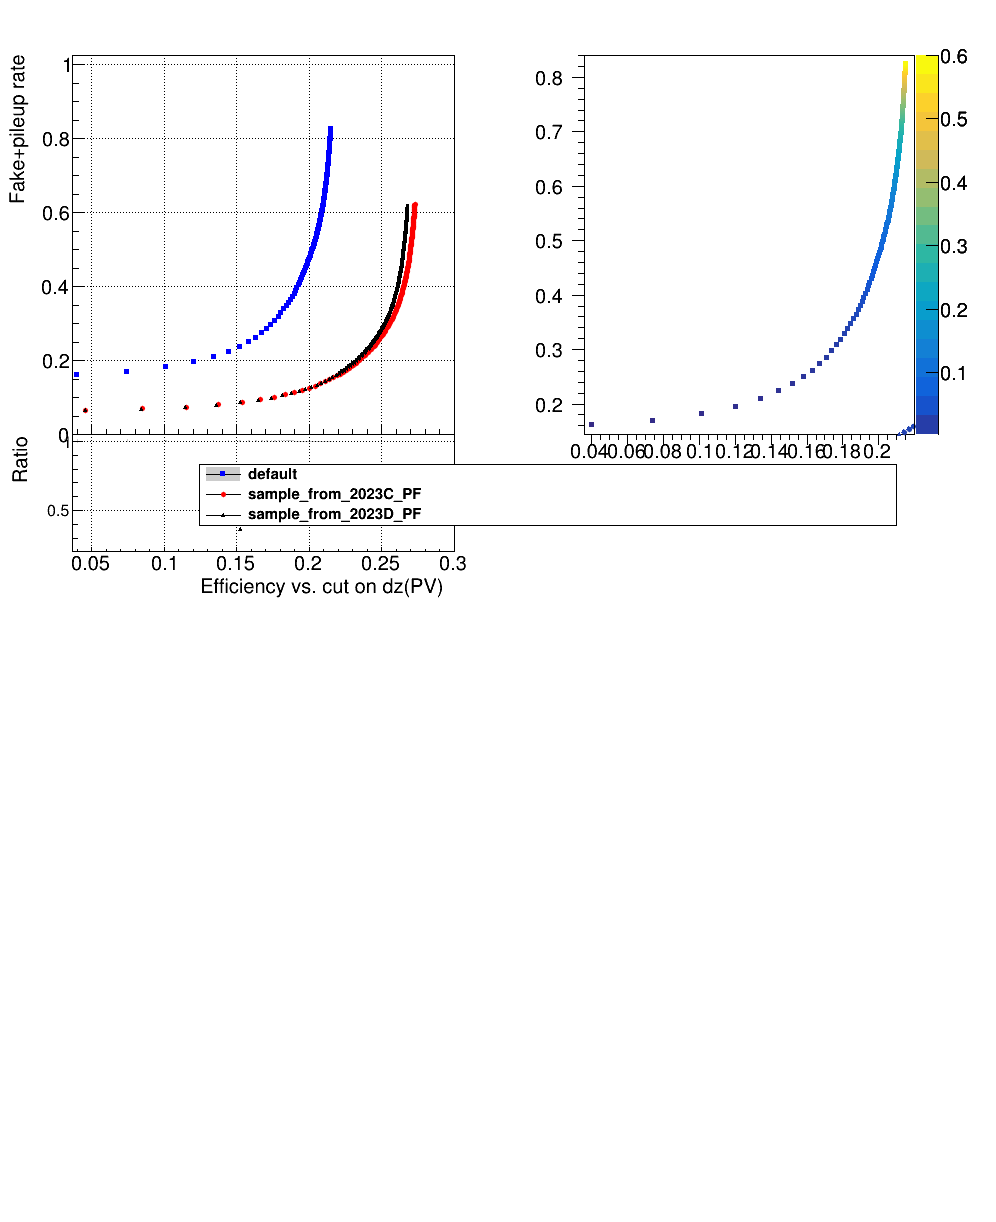 Fake+pileup rate
1
0.8
0.6
0.4
0.2
0
Ratio
1
0.5
0.05 0.1 0.15 0.2 0.25 0.3
Efficiency vs. cut on dz(PV)
default
sample_from_2023C_PF
sample_from_2023D_PF
0.8
0.7
0.6
0.5
0.4
0.3
0.2
0.04 0.06 0.08 0.10 0.12 0.14 0.16 0.18 0.2
0.6
0.5
0.4
0.3
0.2
0.1